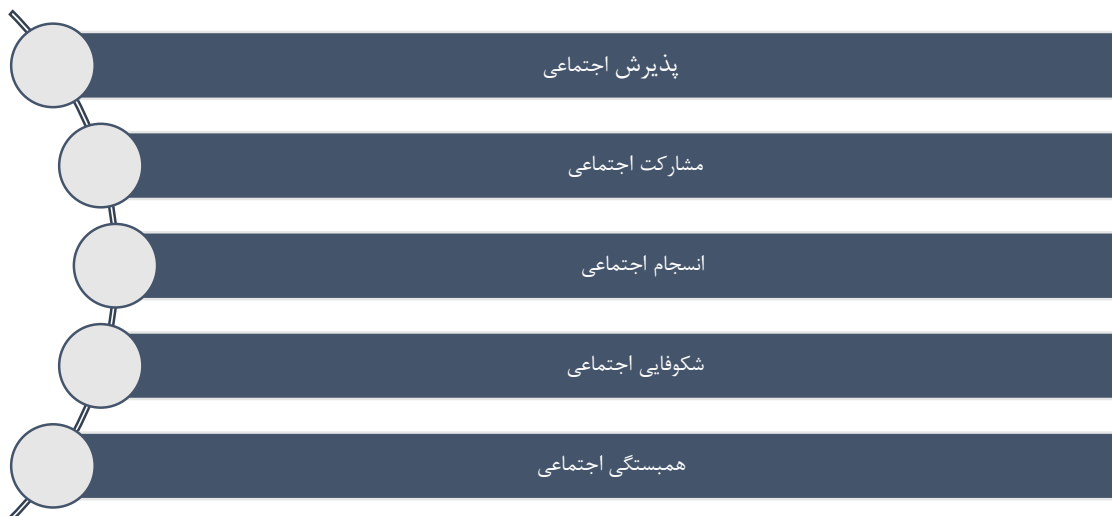 پذیرش اجتماعی
مشارکت اجتماعی
انسجام اجتماعی
شکوفایی اجتماعی
همبستگی اجتماعی